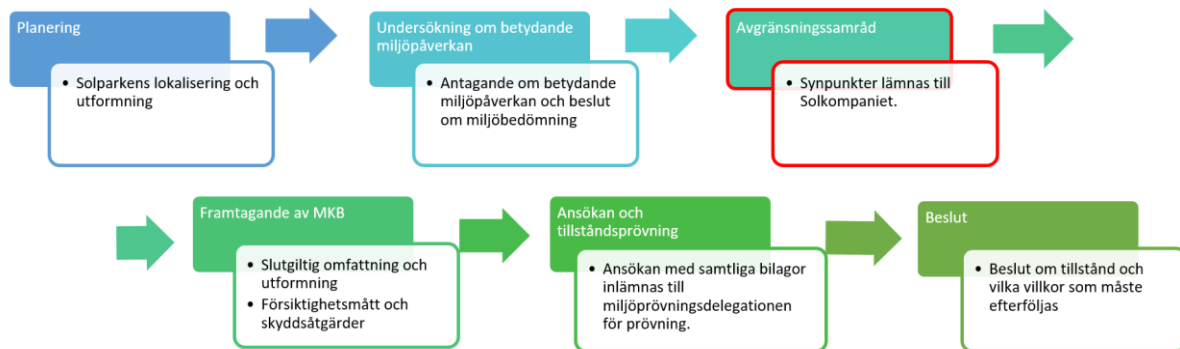 Planering
• Solparkens lokalisering och
utformning
Undersökning om betydande
miljöpåverkan
• Antagande om betydande
miljöpåverkan och beslut
om miljöbedömning
Avgränsningssamråd
• Synpunkter lämnas till
Solkompaniet.
Framtagande av MKB
• Slutgiltig omfattning och
utformning
• Försiktighetsmått och
skyddsåtgärder
Ansökan och
tillståndsprövning
• Ansökan med samtliga bilagor
inlämnas till
miljöprövningsdelegationen
för prövning.
Beslut
• Beslut om tillstånd och
vilka villkor som måste
efterföljas